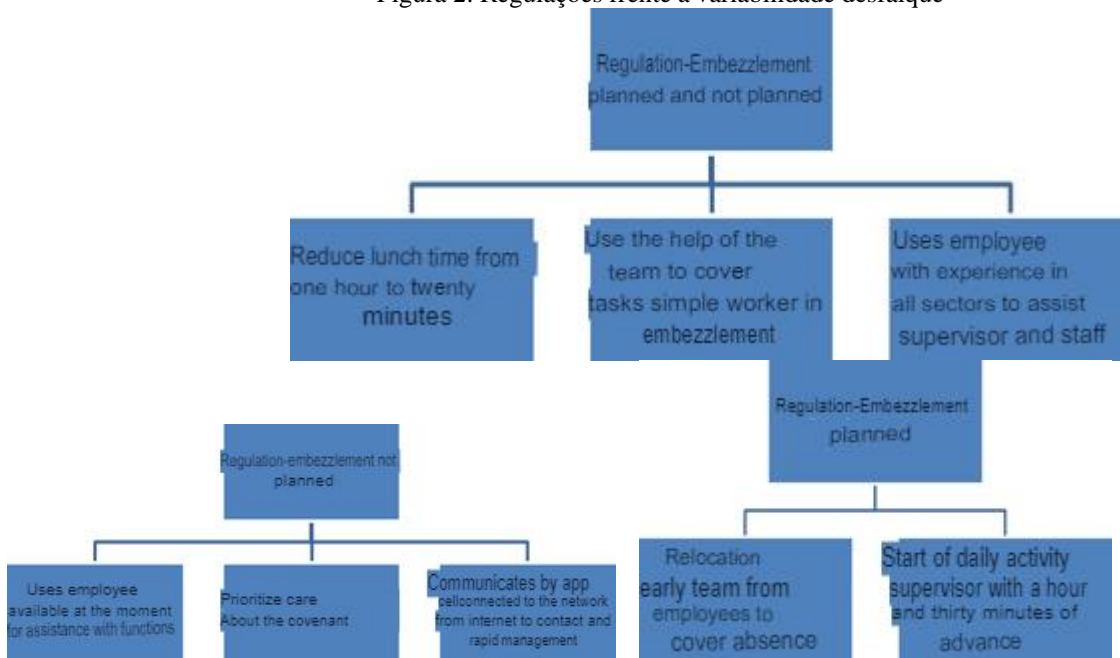 Figura 2. Regulações frente à variabilidade desfalque
Regulation-Embezzlement
planned and not planned
Reduce lunch time from
one hour to twenty
minutes
Use the help of the
team to cover
tasks simple worker in
embezzlement
Uses employee
with experience in
all sectors to assist
supervisor and staff
Regulation-embezzlement not
planned
Uses employee
available at the moment
for assistance with functions
Prioritize care
About the covenant
Communicates by app
cellconnected to the network
from internet to contact and
rapid management
Regulation-Embezzlement
planned
Relocation
early team from
employees to
cover absence
Start of daily activity
supervisor with a hour
and thirty minutes of
advance